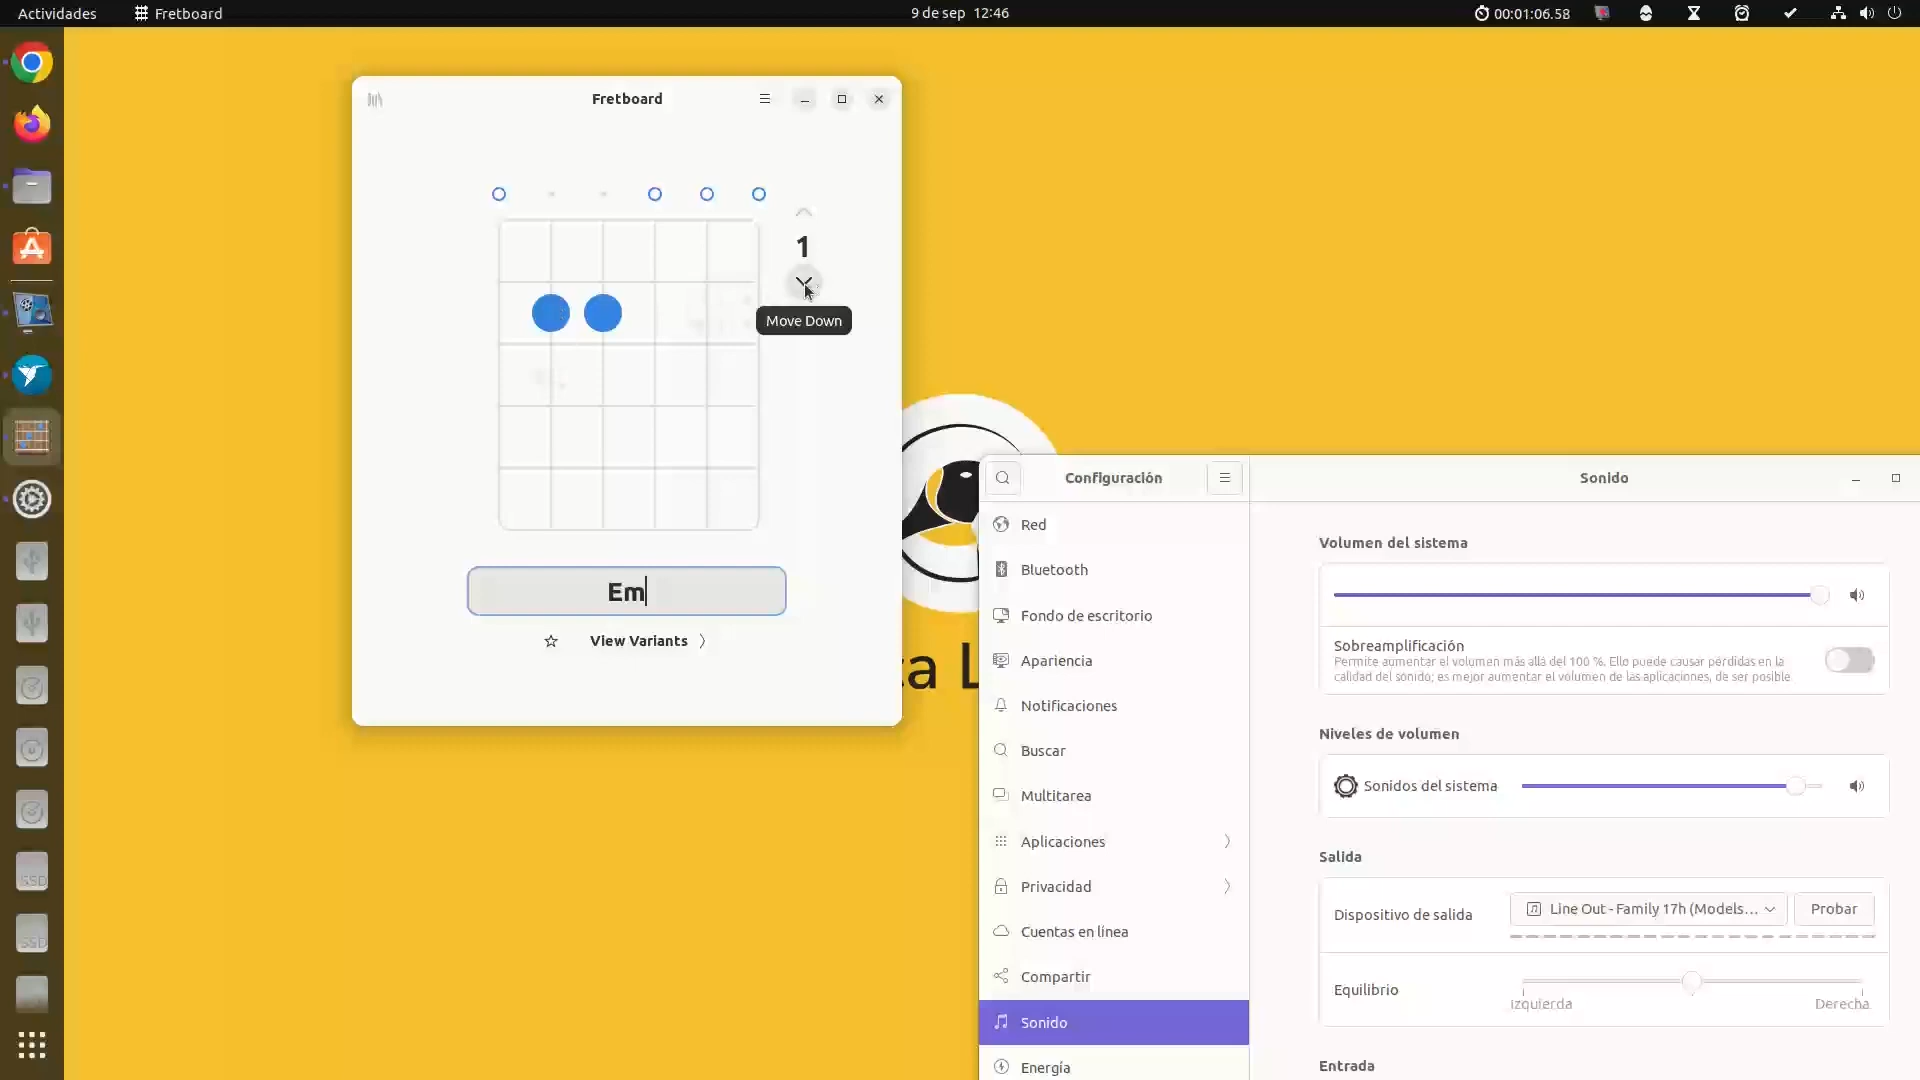 Actividades
Fretboard
9 de sep 12:46
00:01:06.58
Fretboard
1
Move Down
Em
View Variants
ca L
Configuración
Sonido
Red
Bluetooth
Fondo de escritorio
Apariencia
Notificaciones
Buscar
Multitarea
Aplicaciones
Privacidad
Cuentas en línea
Compartir
Sonido
Energía
Volumen del sistema
Sobreamplificación
Permite aumentar el volumen más allá del 100 %. Ello puede causar pérdidas en la
calidad del sonido; es mejor aumentar el volumen de las aplicaciones, de ser posible
Niveles de volumen
Sonidos del sistema
Salida
Dispositivo de salida
Line Out - Family 17h (Models...
Probar
Equilibrio
Izquierda
Derecha
Entrada
SSD
SSD